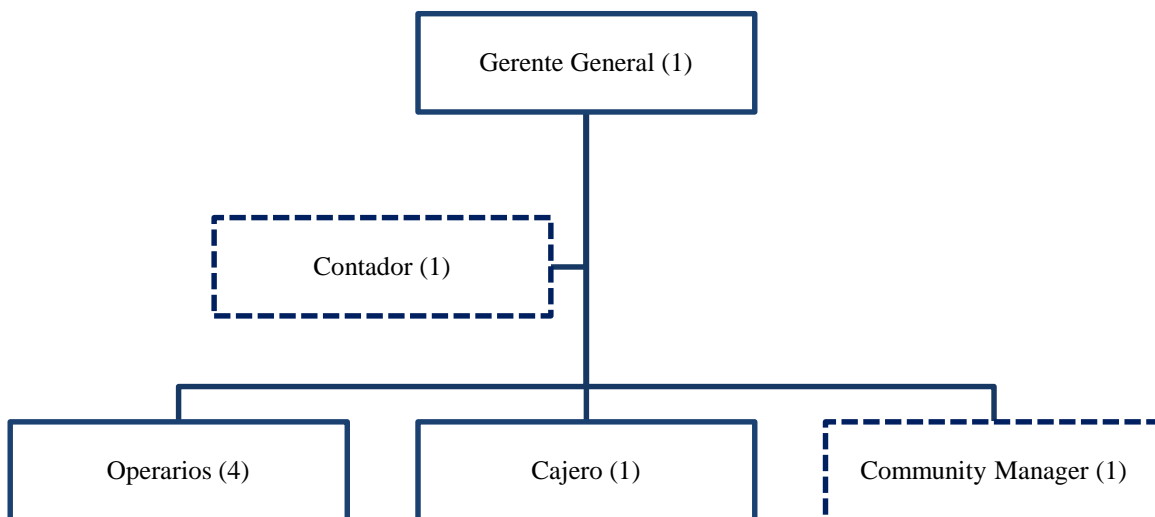 Gerente General (1)
Contador (1)
Operarios (4)
Cajero (1)
Community Manager (1)